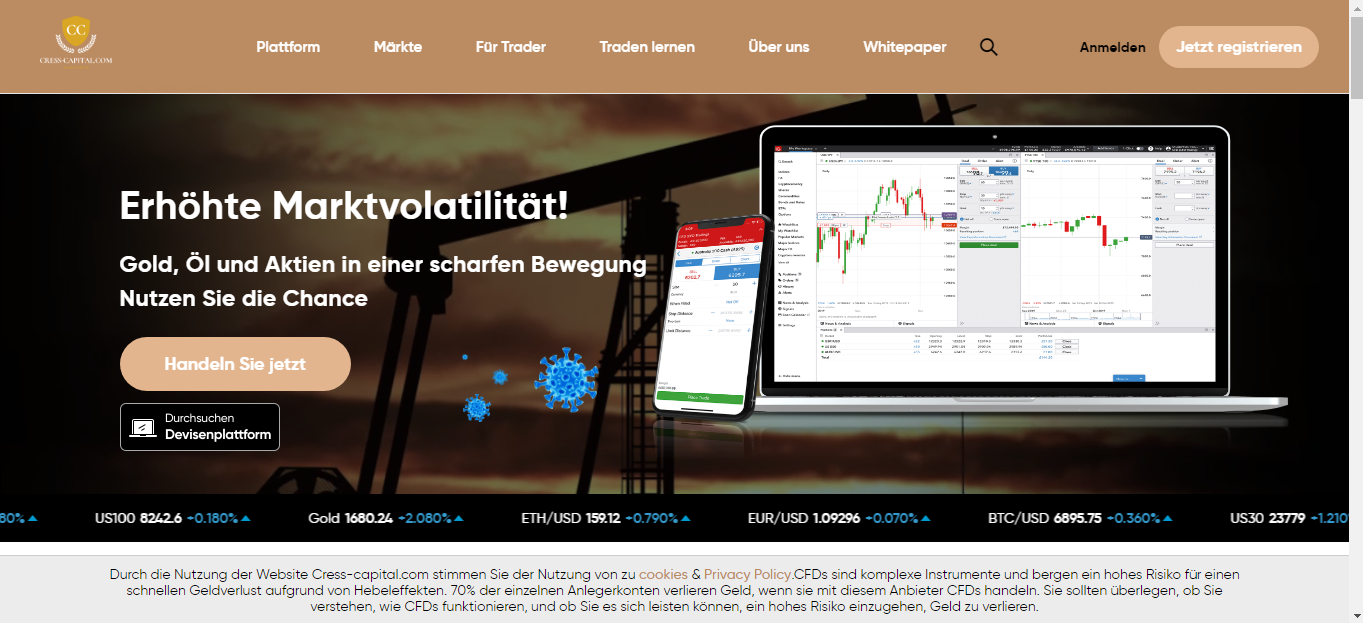 CC
CRESS-CAPITAL.COM
Plattform Märkte Für Trader Traden lernen Über uns Whitepaper Anmelden Jetzt registrieren
Erhöhte Marktvolatilität!
Gold, Öl und Aktien in einer scharfen Bewegung
Nutzen Sie die Chance
Handeln Sie jetzt
Durchsuchen
Devisenplattform
80% US100 8242.6 +0.180% Gold 1680.24 +2.080% ETH/USD 159.12 +0.790% EUR/USD 1.09296 +0.070% BTC/USD 6895.75 +0.360% US30 23779 +1.210
Durch die Nutzung der Website Cress-capital.com stimmen Sie der Nutzung von zu cookies & Privacy Policy.CFDs sind komplexe Instrumente und bergen ein hohes Risiko für einen
schnellen Geldverlust aufgrund von Hebeleffekten. 70% der einzelnen Anlegerkonten verlieren Geld, wenn sie mit diesem Anbieter CFDs handeln. Sie sollten überlegen, ob Sie
verstehen, wie CFDs funktionieren, und ob Sie es sich leisten können, ein hohes Risiko einzugehen, Geld zu verlieren.